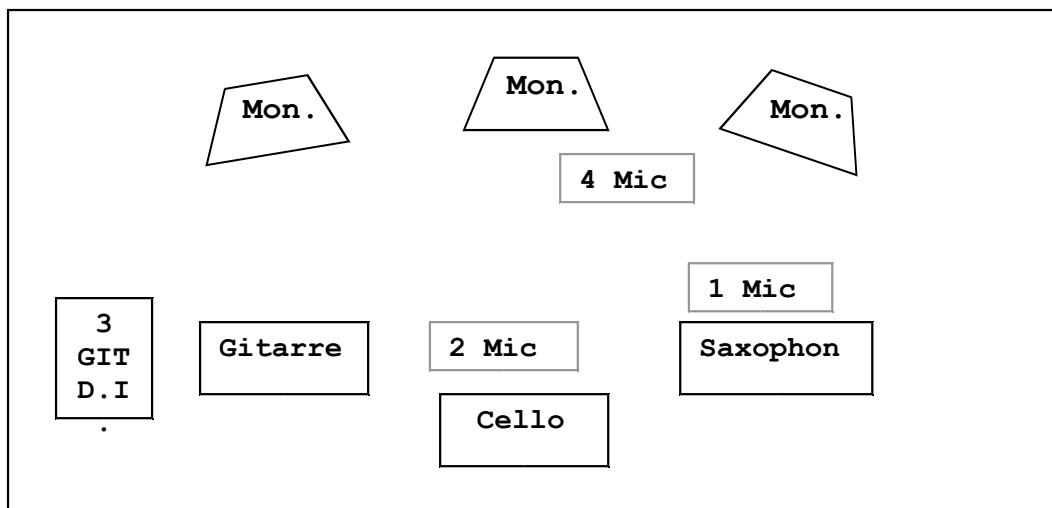 Mon.
Mon.
Mon.
4 Mic
1 Mic
3
GIT
D.I
.
Gitarre
2 Mic
Saxophon
Cello